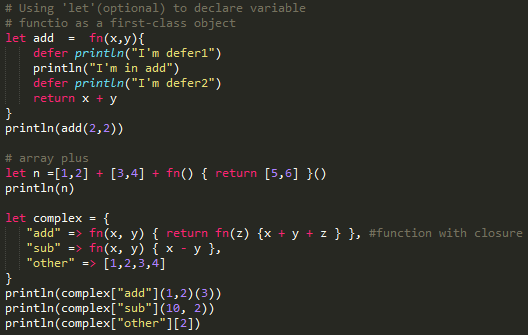 # Using 'let'(optional) to declare variable
# functio as a first-class object
let add  =  fn(x,y){
    defer println("I'm defer1")
    println("I'm in add")
    defer println("I'm defer2")
    return x + y
}
println(add(2,2))

# array plus
let n =[1,2] + [3,4] + fn() { return [5,6] }()
println(n)

let complex = {
   "add" => fn(x, y) { return fn(z) {x + y + z } }, #function with closure
   "sub" => fn(x, y) { x - y },
   "other" => [1,2,3,4]
}
println(complex["add"](1,2)(3))
println(complex["sub"](10, 2))
println(complex["other"][2])